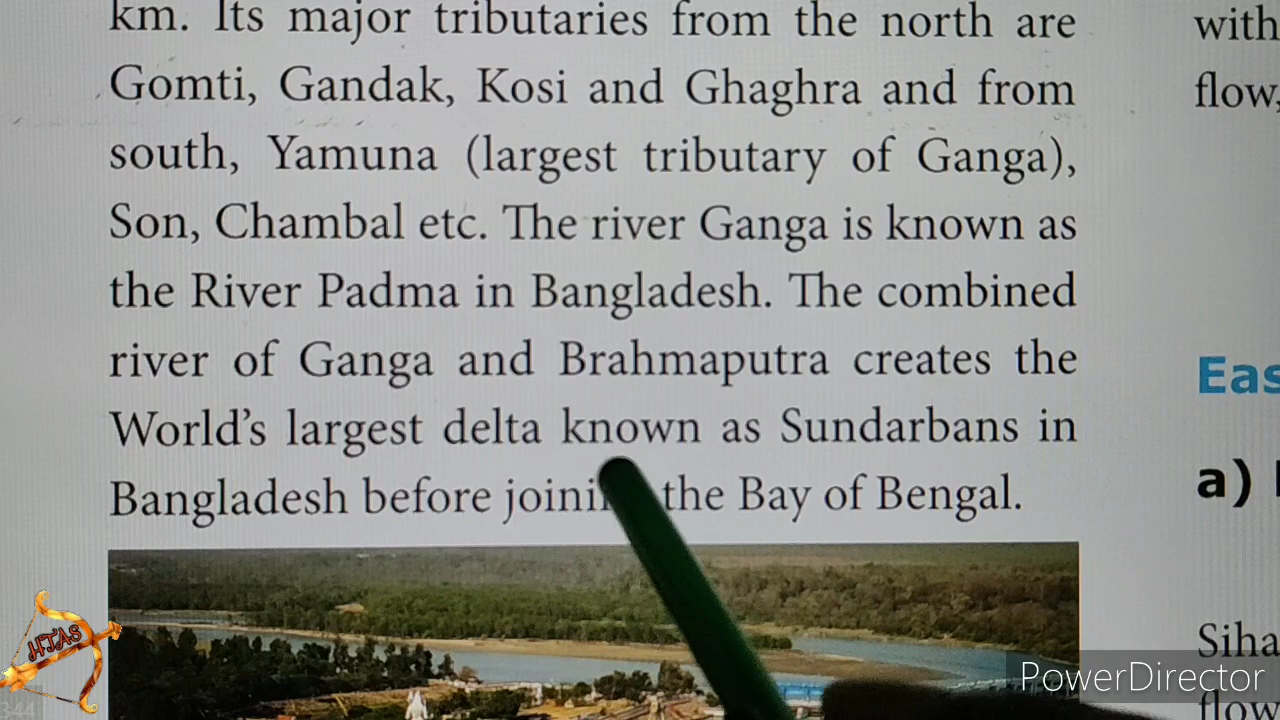 km. Its major tributaries from the north are
Gomti, Gandak, Kosi and Ghaghra and from
south, Yamuna (largest tributary of Ganga),
Son, Chambal etc. The river Ganga is known as
the River Padma in Bangladesh. The combined
river of Ganga and Brahmaputra creates the
World's largest delta known as Sundarbans in
Bangladesh before the Bay of Bengal.
with
flow,
Eas
a)
Siha
flow
HTAS
344
PowerDirector